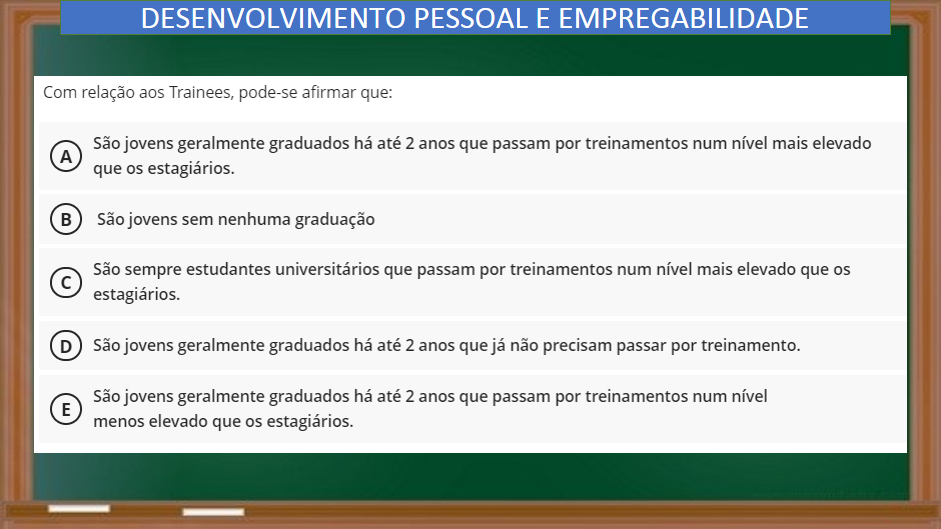 DESENVOLVIMENTO PESSOAL E EMPREGABILIDADE
Com relação aos Trainees, pode-se afirmar que:
A
São jovens geralmente graduados há até 2 anos que passam por treinamentos num nível mais elevado
que os estagiários.
B
São jovens sem nenhuma graduação
C
São sempre estudantes universitários que passam por treinamentos num nível mais elevado que os
estagiários.
D
São jovens geralmente graduados há até 2 anos que já não precisam passar por treinamento.
E
São jovens geralmente graduados há até 2 anos que passam por treinamentos num nível
menos elevado que os estagiários.